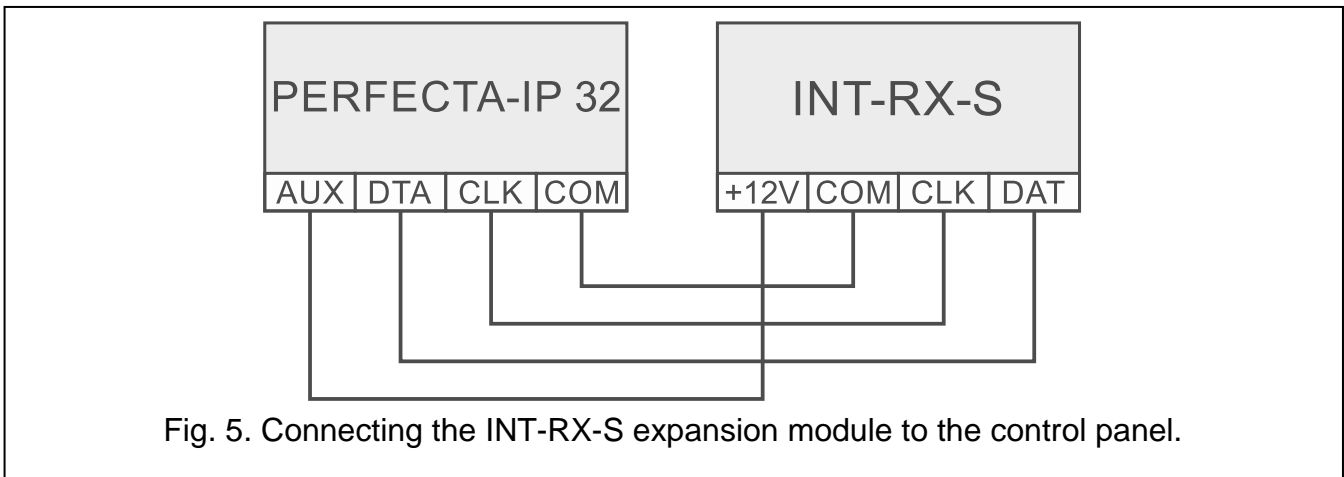 PERFECTA-IP 32 INT-RX-S
AUX DTA CLK COM +12V COM CLK DAT
Fig. 5. Connecting the INT-RX-S expansion module to the control panel.